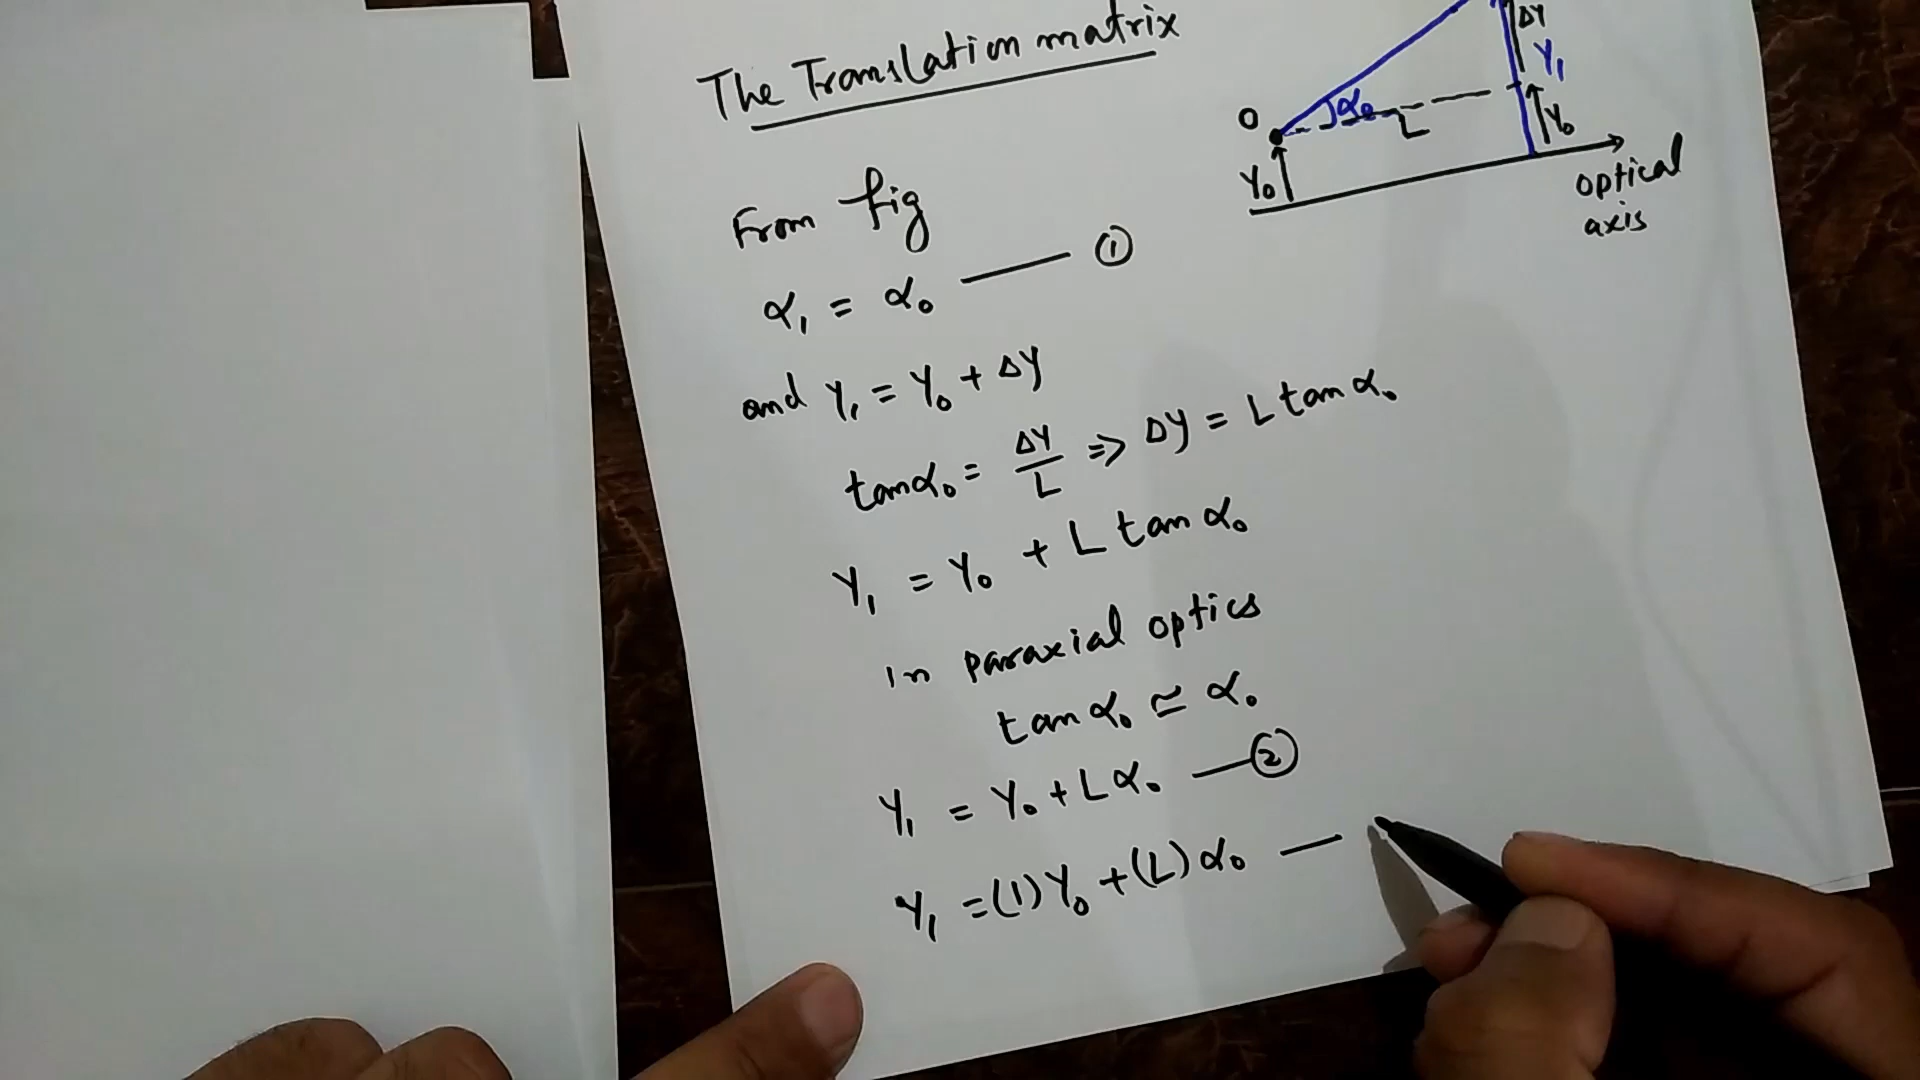 The Translation matrix
ΔY
Y₁
O
α₀
L
Y₀
Y₀
optical
axis
From fig
α₁ = α₀ — ①
and Y₁ = Y₀ + ΔY
tanα₀ = ΔY/L ⇒ ΔY = L tan α₀
Y₁ = Y₀ + L tan α₀
In paraxial optics
tan α₀ ≃ α₀
Y₁ = Y₀ + Lα₀ — ②
Y₁ = (1)Y₀ + (L)α₀ —